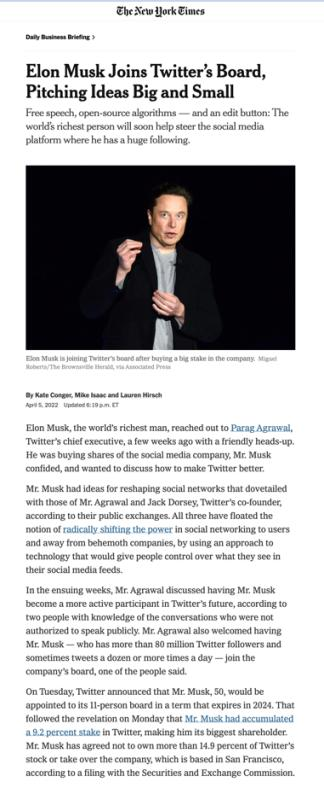 The New York Times
Daily Business Briefing >
Elon Musk Joins Twitter's Board,
Pitching Ideas Big and Small
Free speech, open-source algorithms — and an edit button: The
world's richest person will soon help steer the social media
platform where he has a huge following.
Elon Musk is joining Twitter's board after buying a big stake in the company. Miguel
Roberts/The Brownsville Herald, via Associated Press
By Kate Conger, Mike Isaac and Lauren Hirsch
April 5, 2022 Updated 6:19 p.m. ET
Elon Musk, the world's richest man, reached out to Parag Agrawal,
Twitter's chief executive, a few weeks ago with a friendly heads-up.
He was buying shares of the social media company, Mr. Musk
confided, and wanted to discuss how to make Twitter better.
Mr. Musk had ideas for reshaping social networks that dovetailed
with those of Mr. Agrawal and Jack Dorsey, Twitter's co-founder,
according to their public exchanges. All three have floated the
notion of radically shifting the power in social networking to users
and away from behemoth companies, by using an approach to
technology that would give people control over what they see in
their social media feeds.
In the ensuing weeks, Mr. Agrawal discussed having Mr. Musk
become a more active participant in Twitter's future, according to
two people with knowledge of the conversations who were not
authorized to speak publicly. Mr. Agrawal also welcomed having
Mr. Musk — who has more than 80 million Twitter followers and
sometimes tweets a dozen or more times a day — join the
company's board, one of the people said.
On Tuesday, Twitter announced that Mr. Musk, 50, would be
appointed to its 11-person board in a term that expires in 2024. That
followed the revelation on Monday that Mr. Musk had accumulated
a 9.2 percent stake in Twitter, making him its biggest shareholder.
Mr. Musk has agreed not to own more than 14.9 percent of Twitter's
stock or take over the company, which is based in San Francisco,
according to a filing with the Securities and Exchange Commission.